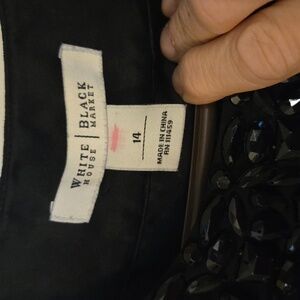 WHITE | BLACK
HOUSE | MARKET
14
MADE IN CHINA
RN 111459